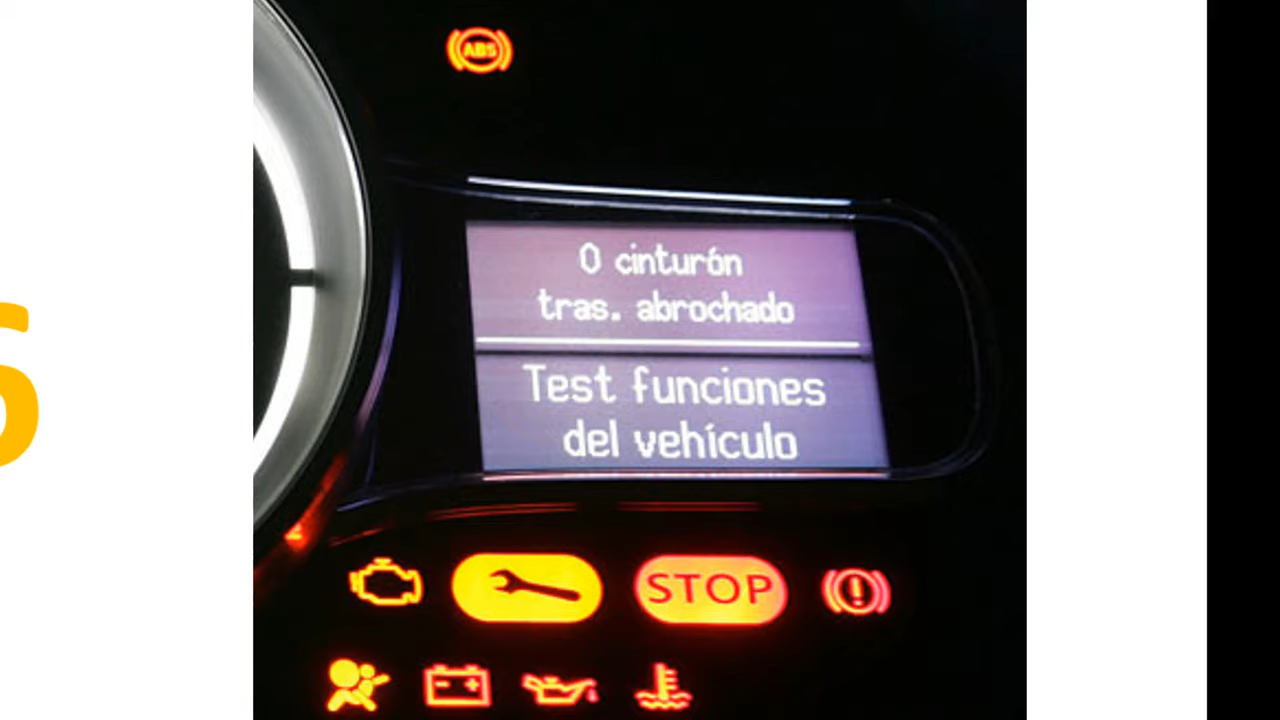 ABS
0 cinturón
tras. abrochado
Test funciones
del vehículo
STOP